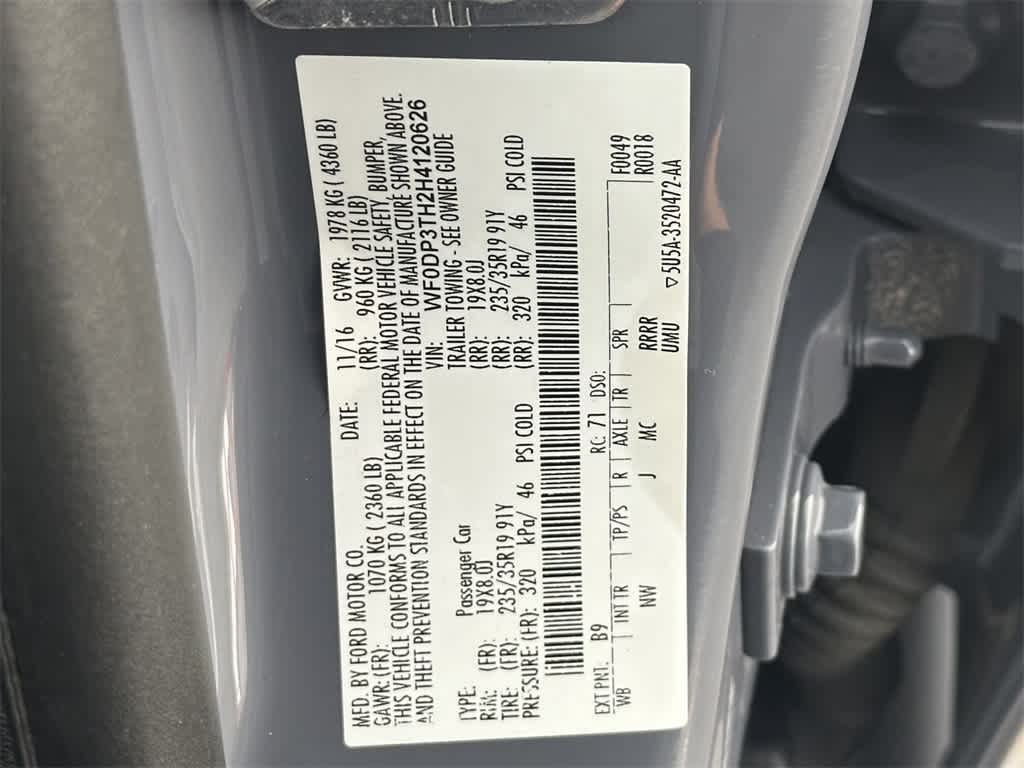 MFD. BY FORD MOTOR CO. DATE: 11/16 GVWR: 1978 KG ( 4360 LB)
GAWR: (FR): 1070 KG ( 2360 LB) (RR): 960 KG ( 2116 LB)
THIS VEHICLE CONFORMS TO ALL APPLICABLE FEDERAL MOTOR VEHICLE SAFETY, BUMPER,
AND THEFT PREVENTION STANDARDS IN EFFECT ON THE DATE OF MANUFACTURE SHOWN ABOVE.
VIN: WF0DP3TH2H4120626
TYPE: Passenger Car TRAILER TOWING - SEE OWNER GUIDE
RIM: (FR): 19X8.0J (RR): 19X8.0J
TIRE: (FR): 235/35R19 91Y (RR): 235/35R19 91Y
PRESSURE: (FR): 320 kPa/ 46 PSI COLD (RR): 320 kPa/ 46 PSI COLD
EXT PNT: B9 RC: 71 DSO: F0049
WB INT TR TP/PS R AXLE TR SPR R0018
NW J MC RRRR
UMU
▽5U5A-3520472-AA